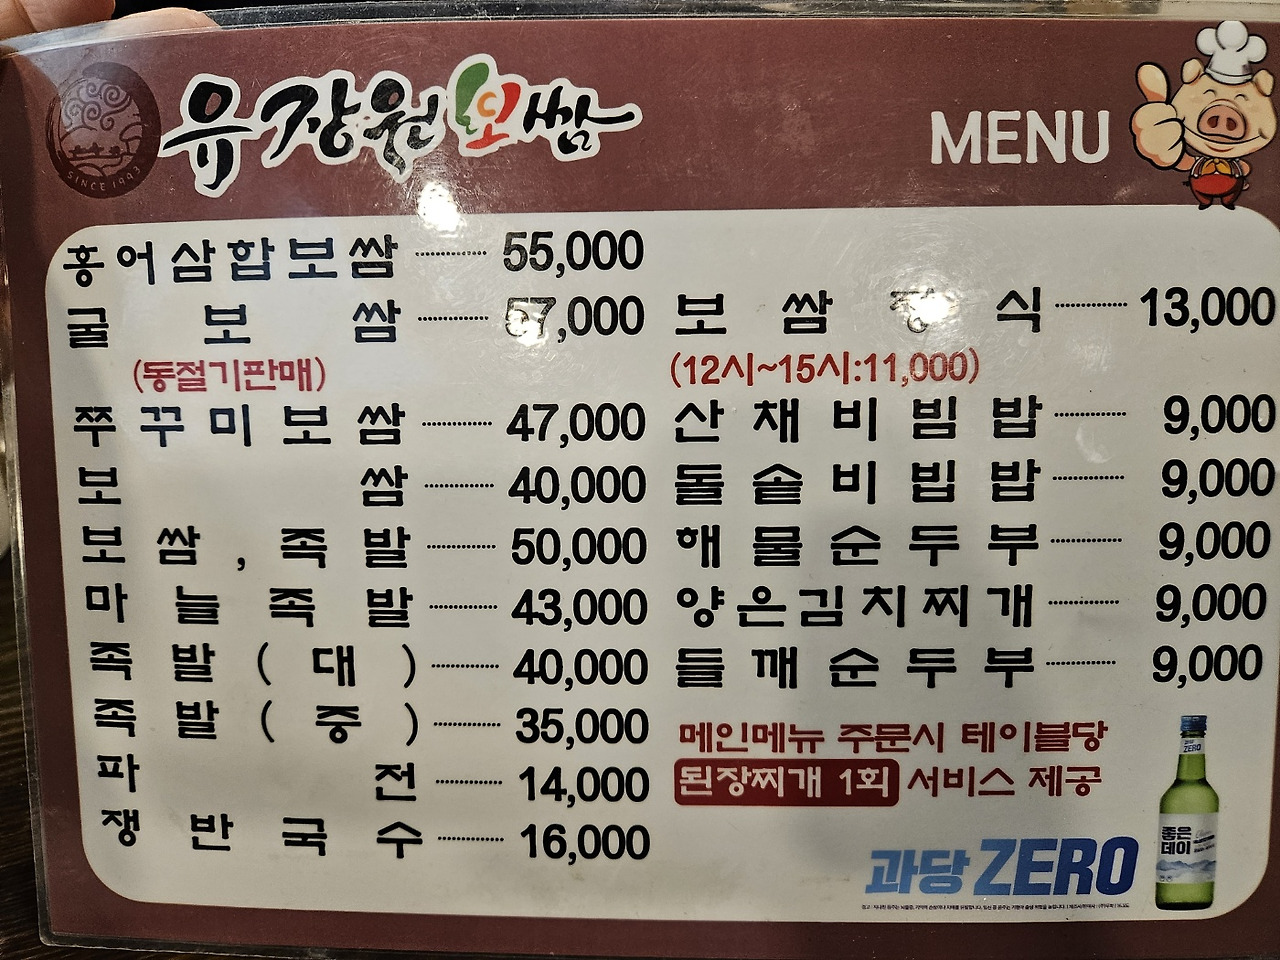 유장원보쌈
SINCE 1993
MENU
홍어삼합보쌈 55,000
굴보쌈 57,000
(동절기판매)
쭈꾸미보쌈 47,000
보쌈 40,000
보쌈, 족발 50,000
마늘족발 43,000
족발(대) 40,000
족발(중) 35,000
파전 14,000
쟁반국수 16,000
보쌈정식 13,000
(12시~15시:11,000)
산채비빔밥 9,000
돌솥비빔밥 9,000
해물순두부 9,000
양은김치찌개 9,000
들깨순두부 9,000
메인메뉴 주문시 테이블당
된장찌개 1회 서비스 제공
과당 ZERO
ZERO
좋은
데이